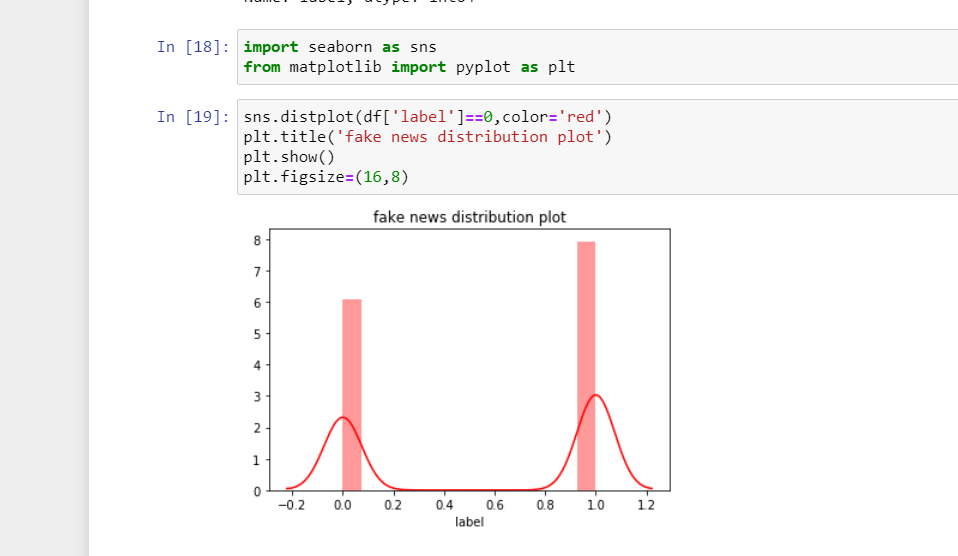 In [18]: import seaborn as sns
from matplotlib import pyplot as plt
In [19]: sns.distplot(df['label']==0,color='red')
plt.title('fake news distribution plot')
plt.show()
plt.figsize=(16,8)
fake news distribution plot
8
7
6
5
4
3
2
1
0
−0.2 0.0 0.2 0.4 0.6 0.8 1.0 1.2
label